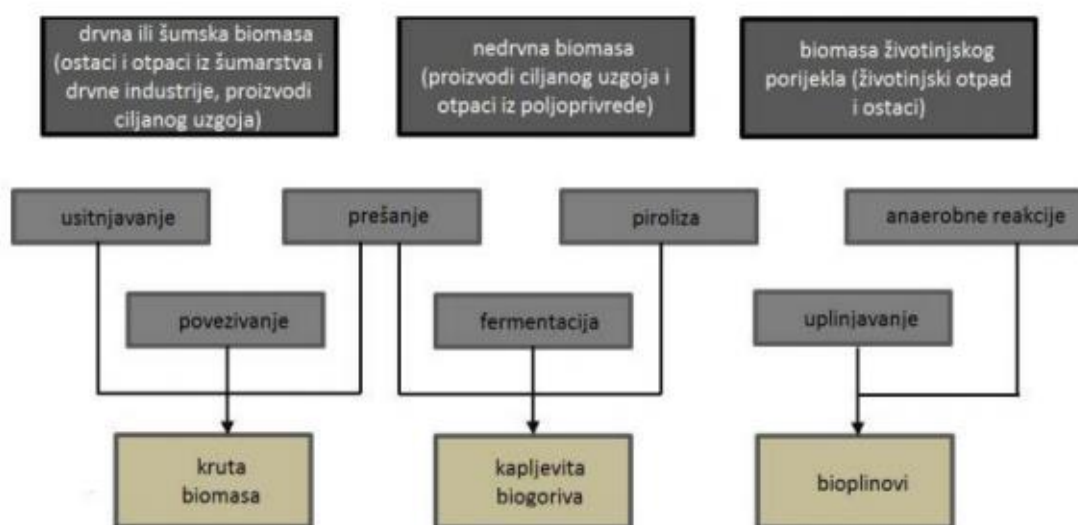 drvna ili šumska biomasa
(ostaci i otpaci iz šumarstva i
drvne industrije, proizvodi
ciljanog uzgoja)
nedrvna biomasa
(proizvodi ciljanog uzgoja i
otpaci iz poljoprivrede)
biomasa životinjskog
porijekla (životinjski otpad
i ostaci)
usitnjavanje
prešanje
piroliza
anaerobne reakcije
povezivanje
fermentacija
uplinjavanje
kruta
biomasa
kapljevita
biogoriva
bioplinovi